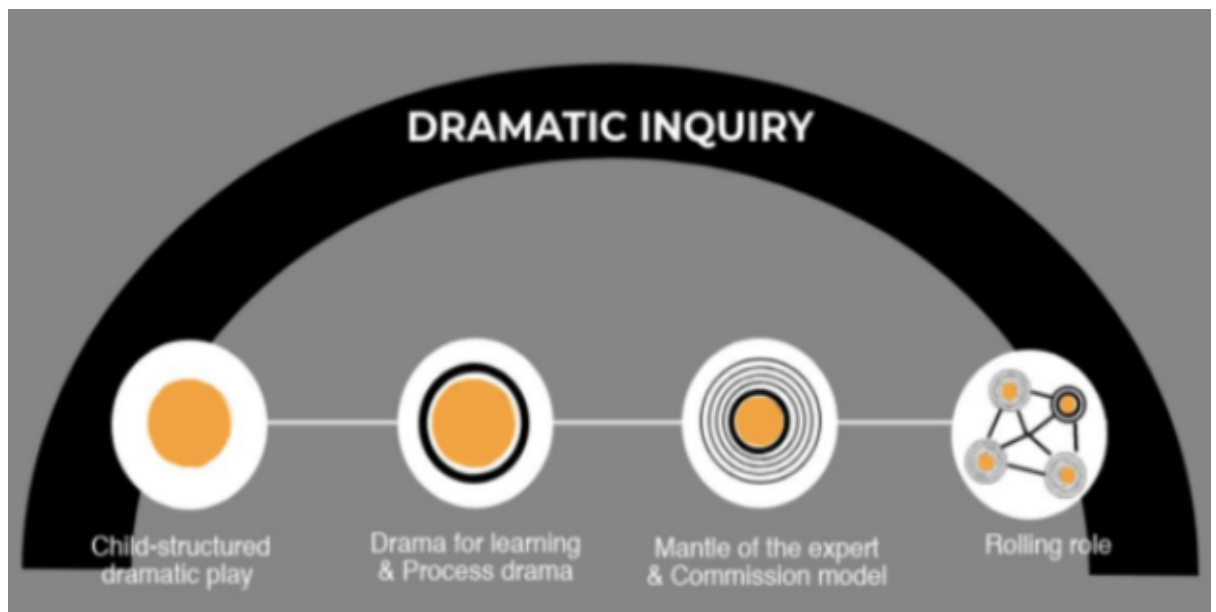 DRAMATIC INQUIRY
Child-structured
dramatic play
Drama for learning
& Process drama
Mantle of the expert
& Commission model
Rolling role